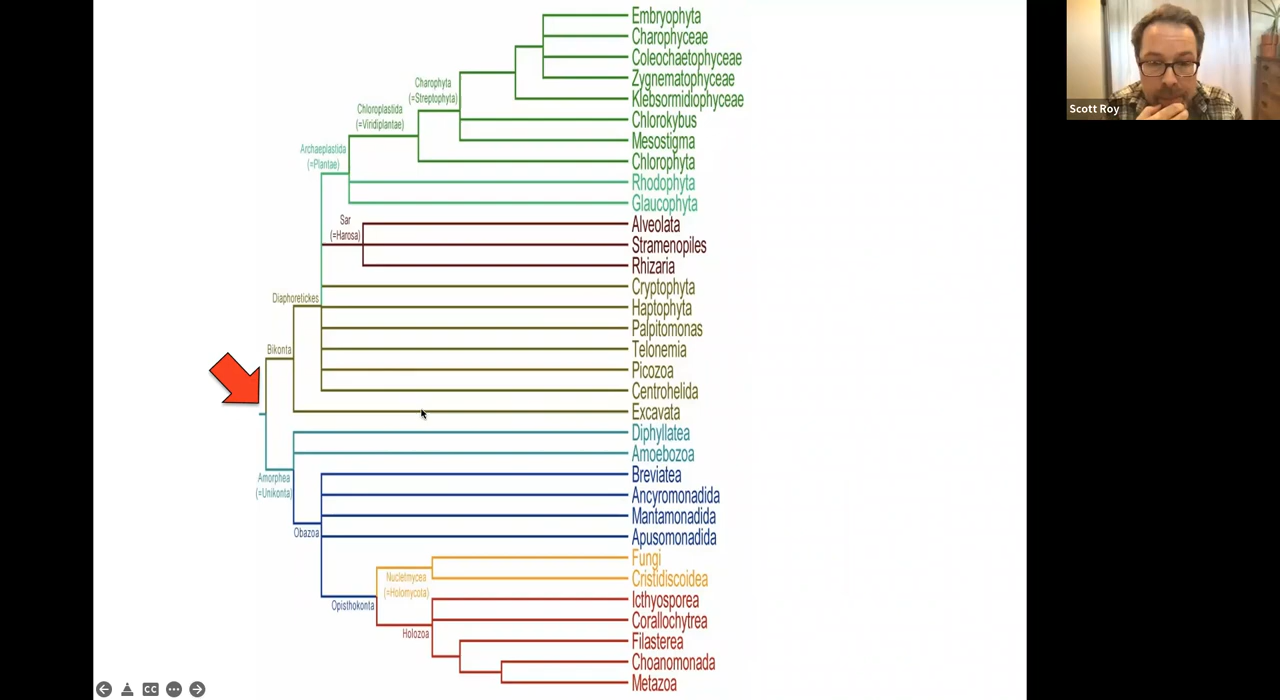 Embryophyta
Charophyceae
Coleochaetophyceae
Zygnematophyceae
Klebsormidiophyceae
Chlorokybus
Mesostigma
Chlorophyta
Rhodophyta
Glaucophyta
Alveolata
Stramenopiles
Rhizaria
Cryptophyta
Haptophyta
Palpitomonas
Telonemia
Picozoa
Centrohelida
Excavata
Diphyllatea
Amoebozoa
Breviatea
Ancyromonadida
Mantamonadida
Apusomonadida
Fungi
Cristidiscoidea
Icthyosporea
Corallochytrea
Filasterea
Choanomonada
Metazoa
Charophyta
(=Streptophyta)
Chloroplastida
(=Viridiplantae)
Archaeplastida
(=Plantae)
Sar
(=Harosa)
Diaphoretickes
Bikonta
Amorphea
(=Unikonta)
Obazoa
Opisthokonta
Nucletmycea
(=Holomycota)
Holozoa
Scott Roy
CC